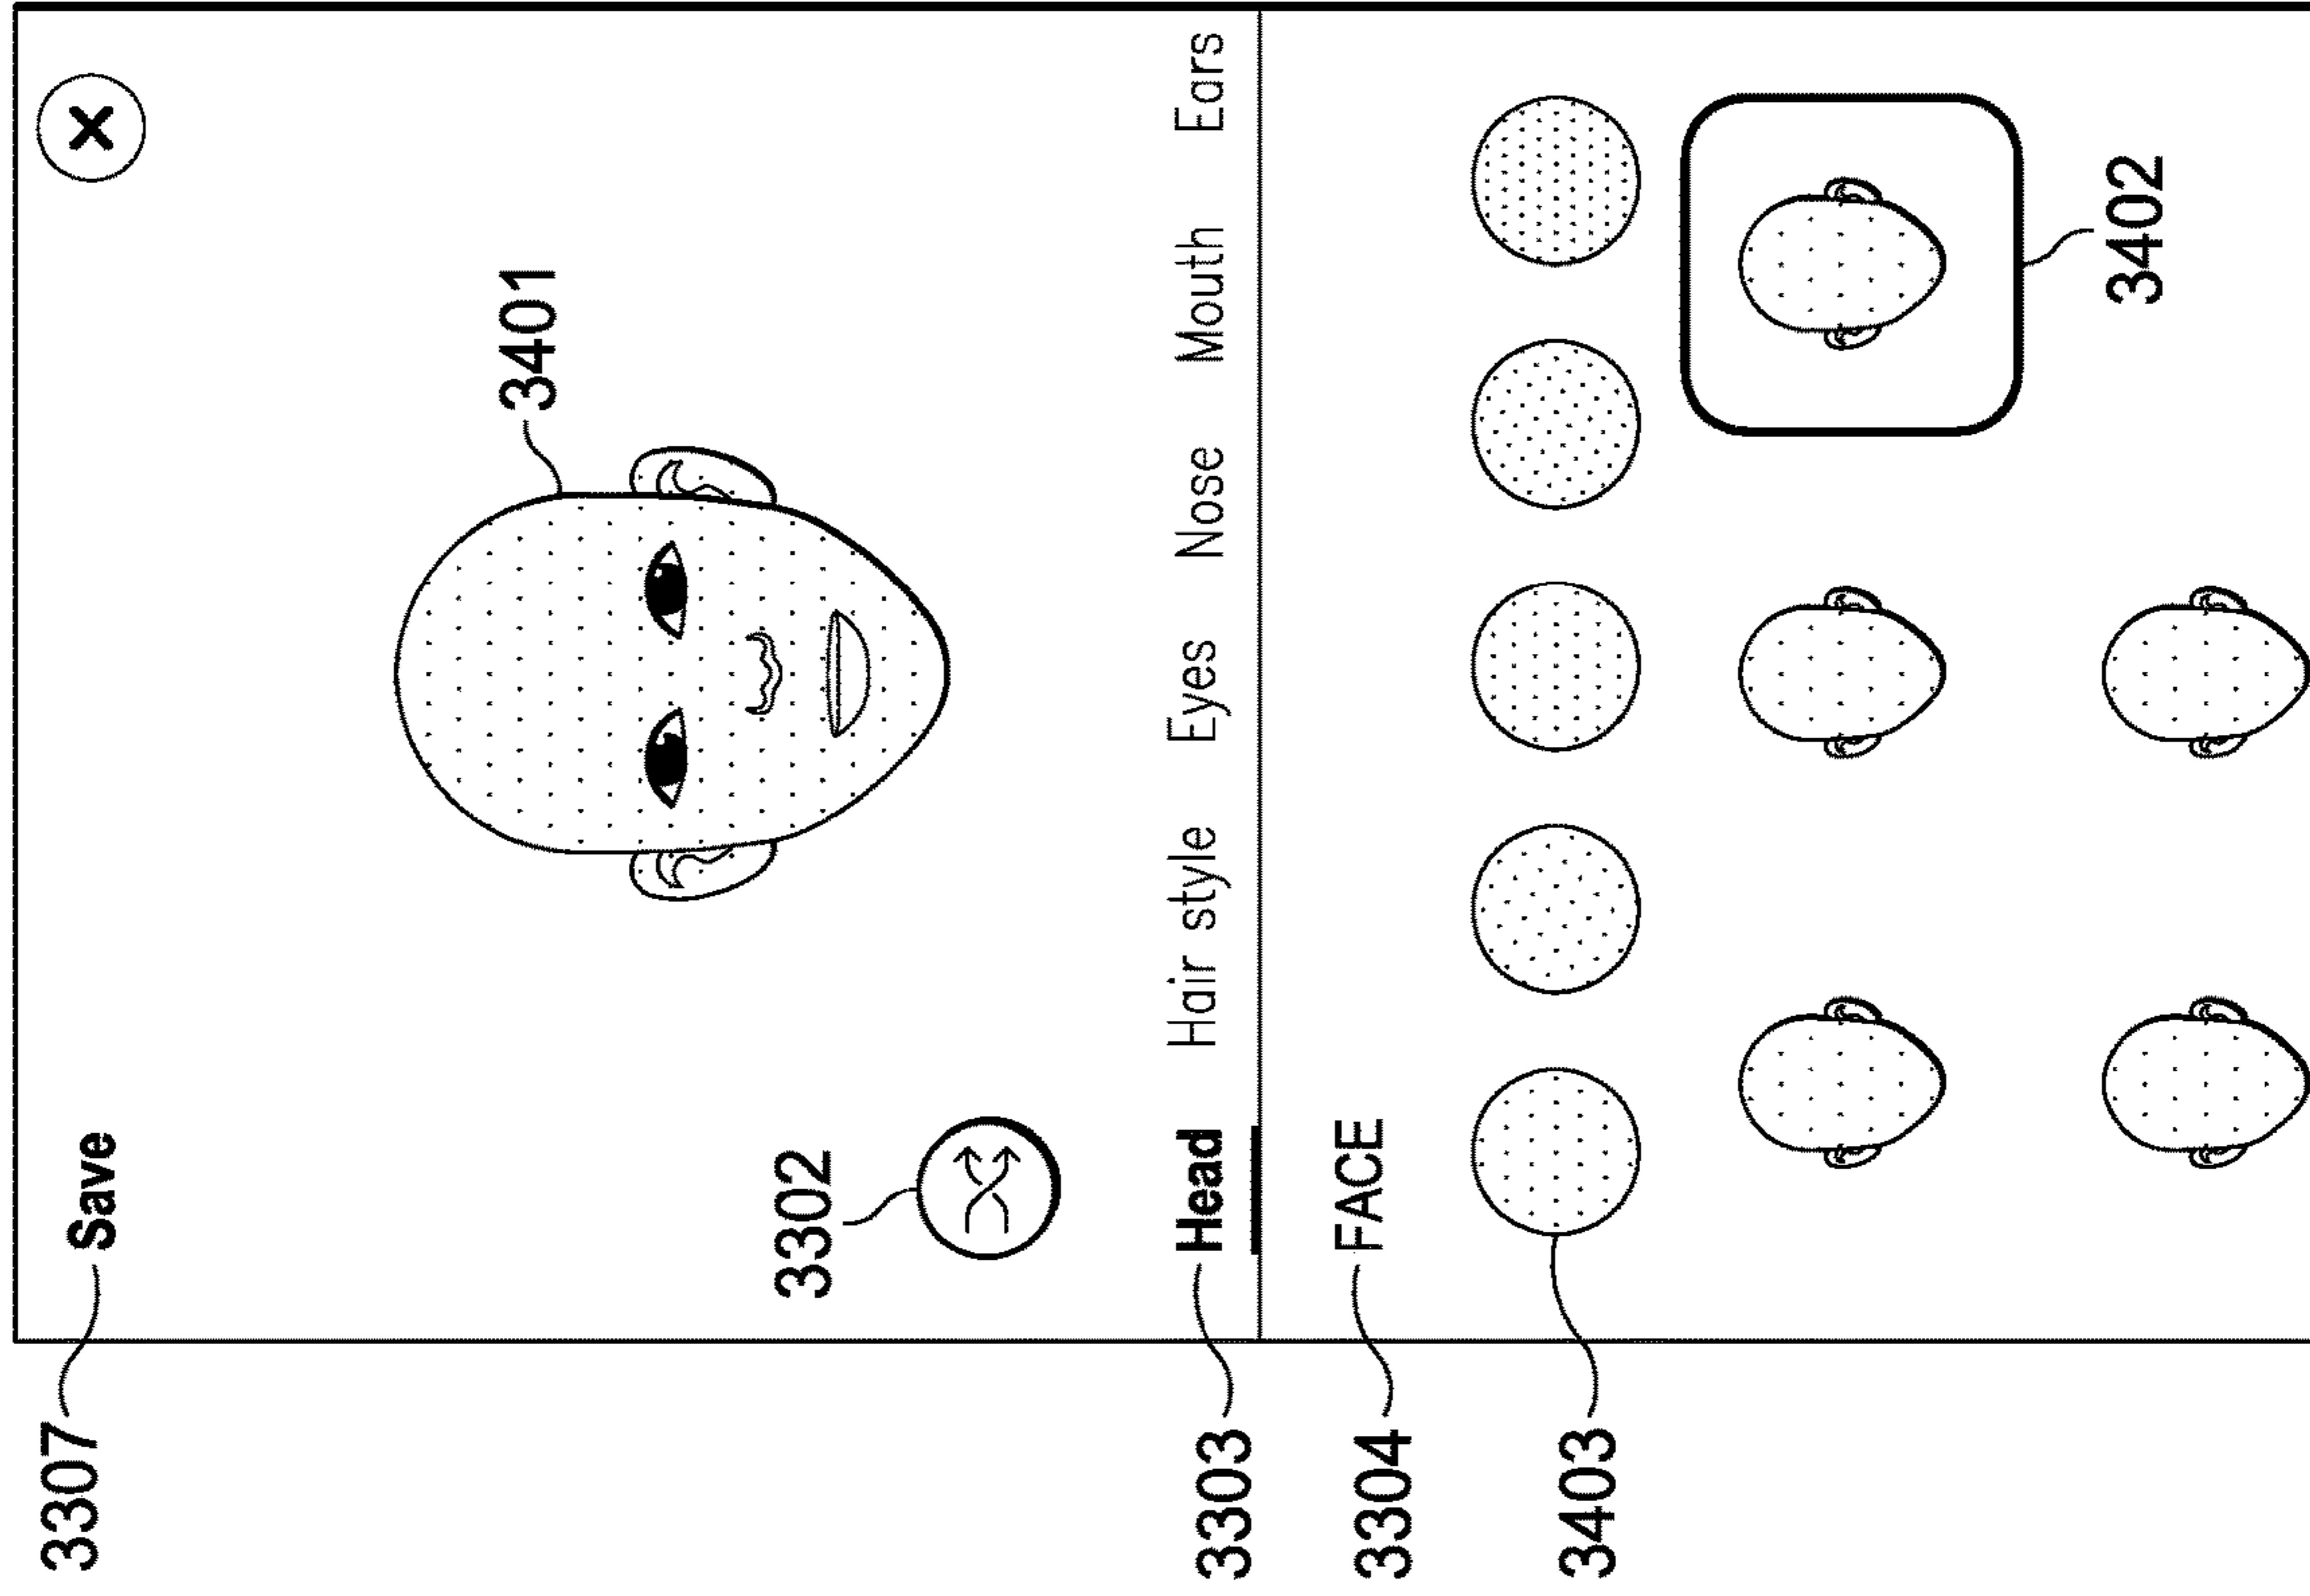 3307
Save
X
3401
3302
3303
Head Hair style Eyes Nose Mouth Ears
3304
FACE
3403
3402